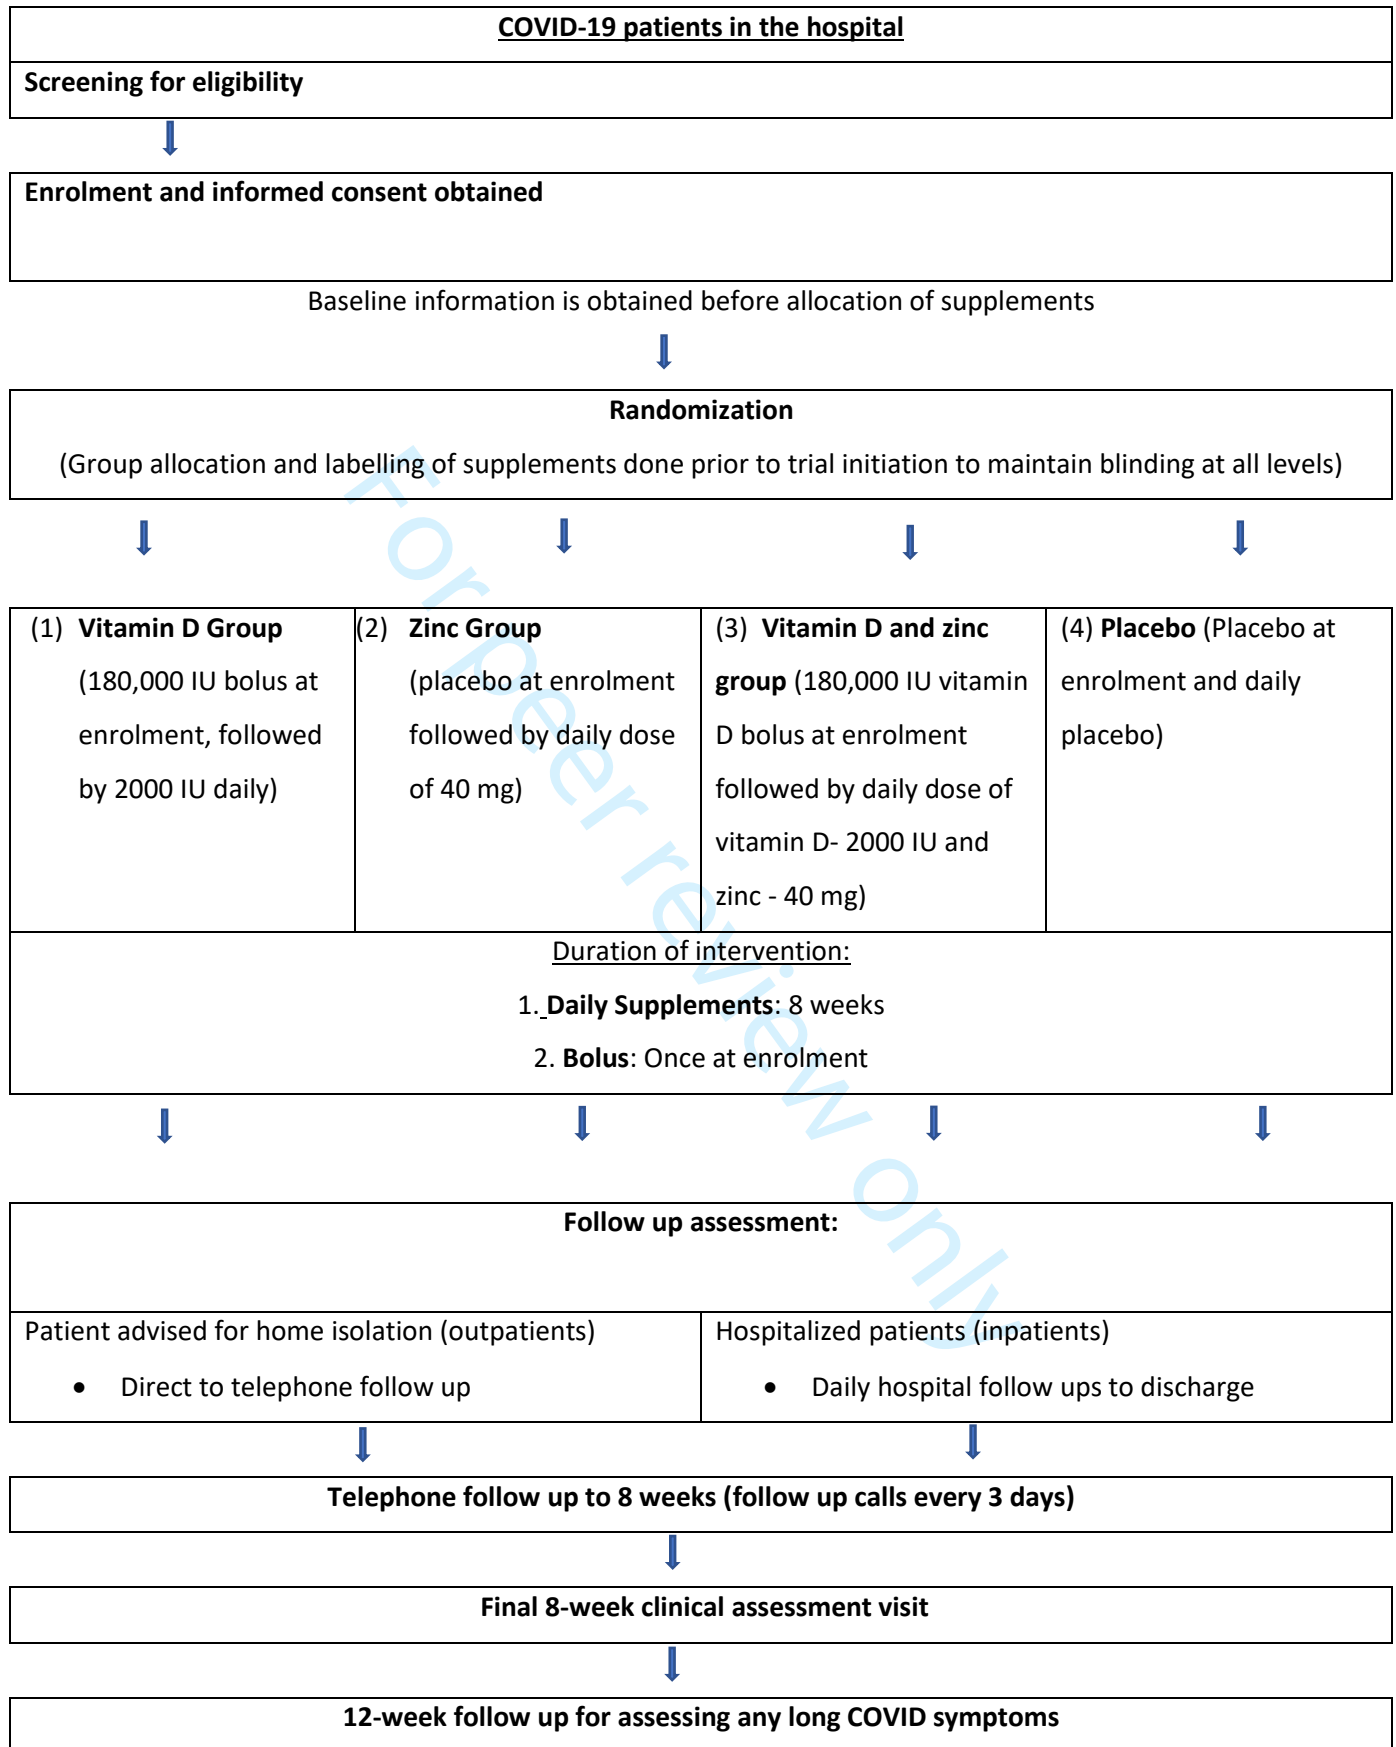 COVID-19 patients in the hospital
Screening for eligibility
Enrolment and informed consent obtained
Baseline information is obtained before allocation of supplements
Randomization
(Group allocation and labelling of supplements done prior to trial initiation to maintain blinding at all levels)
(1) Vitamin D Group
(180,000 IU bolus at
enrolment, followed
by 2000 IU daily)
(2) Zinc Group
(placebo at enrolment
followed by daily dose
of 40 mg)
(3) Vitamin D and zinc
group (180,000 IU vitamin
D bolus at enrolment
followed by daily dose of
vitamin D- 2000 IU and
zinc - 40 mg)
(4) Placebo (Placebo at
enrolment and daily
placebo)
Duration of intervention:
1. Daily Supplements: 8 weeks
2. Bolus: Once at enrolment
Follow up assessment:
Patient advised for home isolation (outpatients)
• Direct to telephone follow up
Hospitalized patients (inpatients)
• Daily hospital follow ups to discharge
Telephone follow up to 8 weeks (follow up calls every 3 days)
Final 8-week clinical assessment visit
12-week follow up for assessing any long COVID symptoms
For peer review only